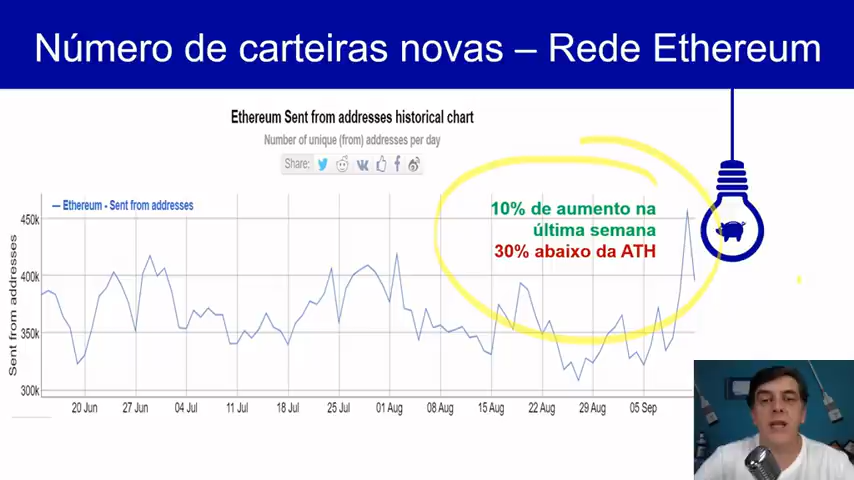 Número de carteiras novas – Rede Ethereum
Ethereum Sent from addresses historical chart
Number of unique (from) addresses per day
Share:
— Ethereum - Sent from addresses
10% de aumento na
última semana
30% abaixo da ATH
Sent from addresses
450k
400k
350k
300k
20 Jun 27 Jun 04 Jul 11 Jul 18 Jul 25 Jul 01 Aug 08 Aug 15 Aug 22 Aug 29 Aug 05 Sep